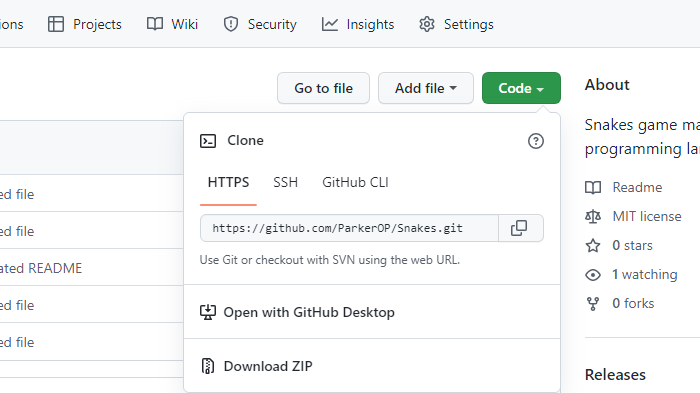 ions Projects Wiki Security Insights Settings
Go to file Add file Code
About
Snakes game ma
programming la
Clone
HTTPS SSH GitHub CLI
https://github.com/ParkerOP/Snakes.git
Use Git or checkout with SVN using the web URL.
Open with GitHub Desktop
Download ZIP
ed file
ed file
ated README
ed file
ed file
Readme
MIT license
0 stars
1 watching
0 forks
Releases